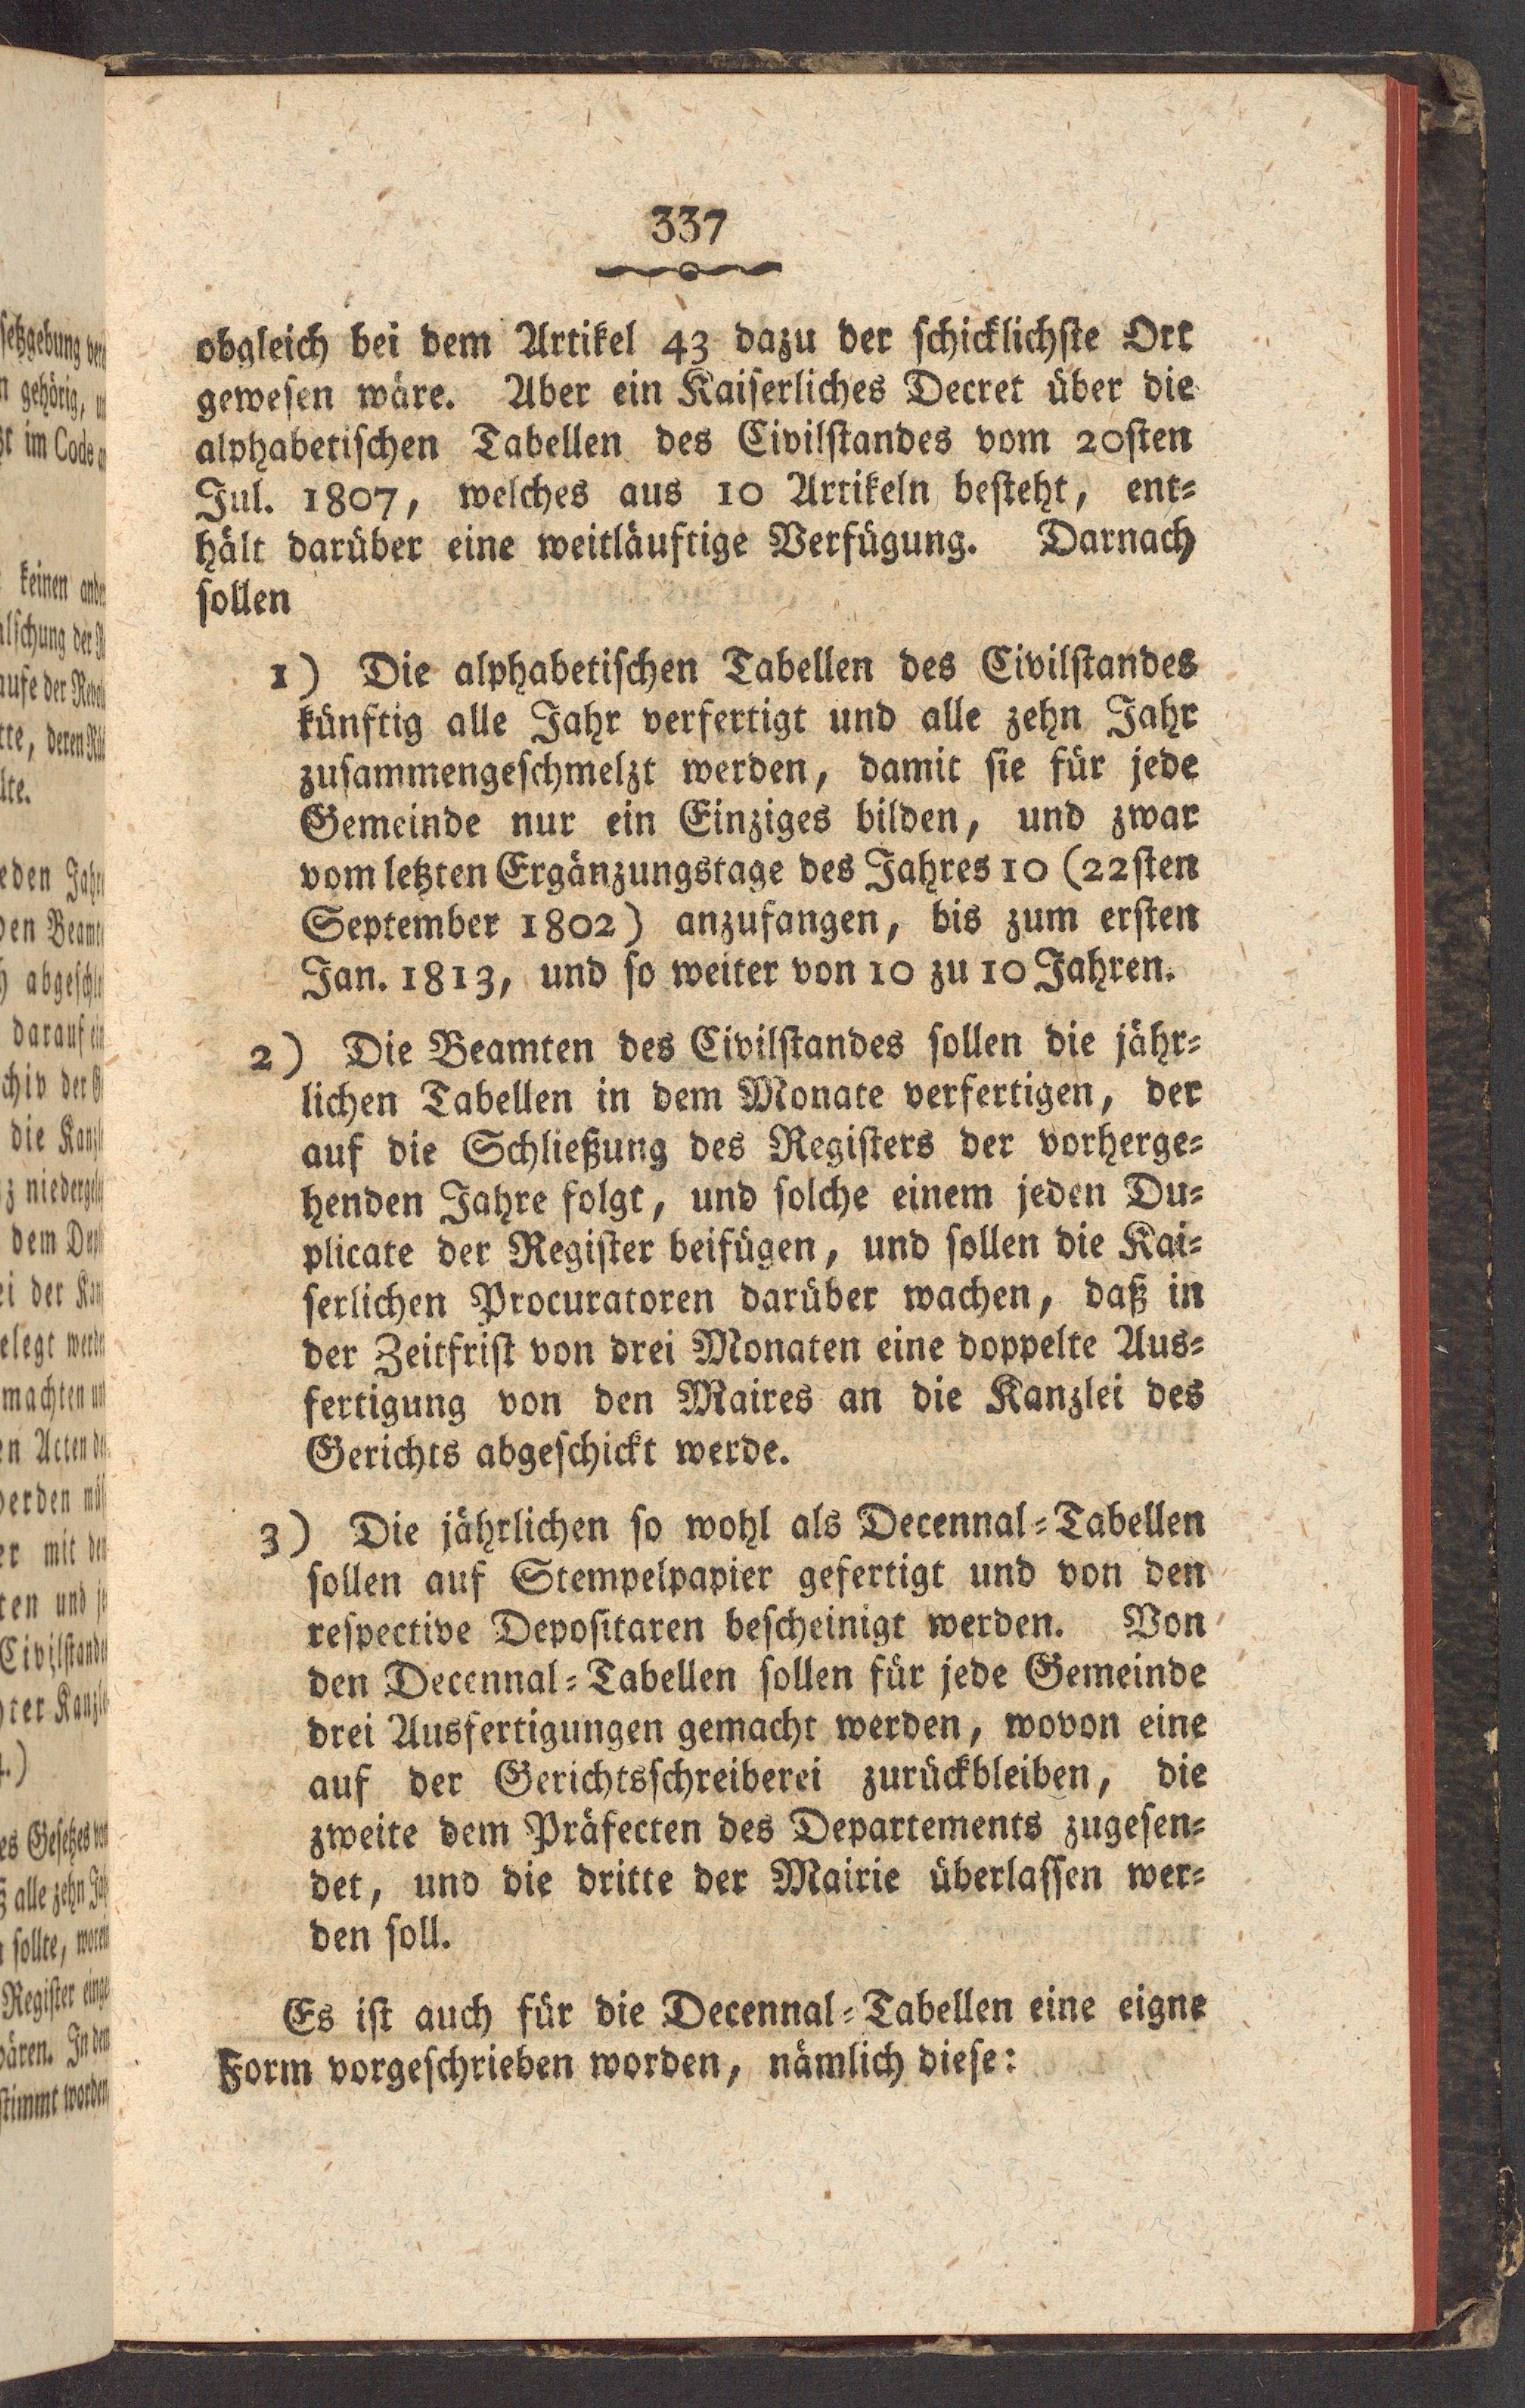 337
obgleich bei dem Artikel 43 dazu der schicklichste Ort
gewesen wäre. Aber ein Kaiserliches Decret über die
alphabetischen Tabellen des Civilstandes vom 20sten
Jul. 1807, welches aus 10 Artikeln besteht, ent-
hält darüber eine weitläuftige Verfügung. Darnach
sollen
1) Die alphabetischen Tabellen des Civilstandes
künftig alle Jahr verfertigt und alle zehn Jahr
zusammengeschmelzt werden, damit sie für jede
Gemeinde nur ein Einziges bilden, und zwar
vom letzten Ergänzungstage des Jahres 10 (22sten
September 1802) anzufangen, bis zum ersten
Jan. 1813, und so weiter von 10 zu 10 Jahren.
2) Die Beamten des Civilstandes sollen die jähr-
lichen Tabellen in dem Monate verfertigen, der
auf die Schließung des Registers der vorherge-
henden Jahre folgt, und solche einem jeden Du-
plicate der Register beifügen, und sollen die Kai-
serlichen Procuratoren darüber wachen, daß in
der Zeitfrist von drei Monaten eine doppelte Aus-
fertigung von den Maires an die Kanzlei des
Gerichts abgeschickt werde.
3) Die jährlichen so wohl als Decennal-Tabellen
sollen auf Stempelpapier gefertigt und von den
respective Depositaren bescheinigt werden. Von
den Decennal-Tabellen sollen für jede Gemeinde
drei Ausfertigungen gemacht werden, wovon eine
auf der Gerichtsschreiberei zurückbleiben, die
zweite dem Präfecten des Departements zugesen-
det, und die dritte der Mairie überlassen wer-
den soll.
Es ist auch für die Decennal-Tabellen eine eigne
Form vorgeschrieben worden, nämlich diese: